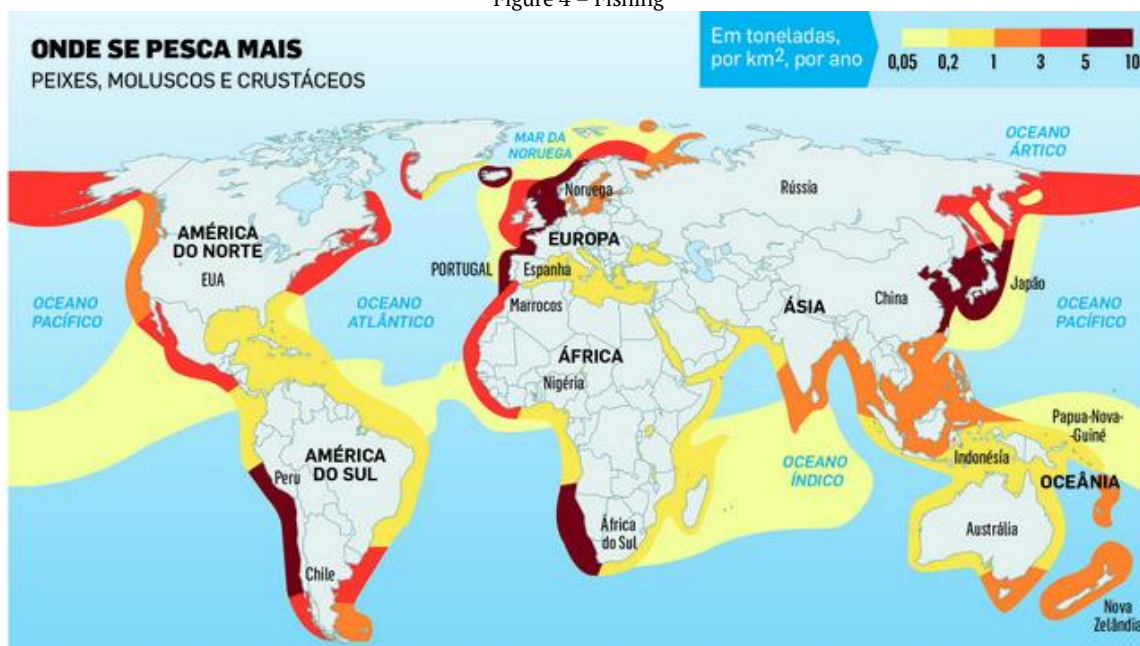 Figure 4 – Fishing
ONDE SE PESCA MAIS
PEIXES, MOLUSCOS E CRUSTÁCEOS
Em toneladas,
por km², por ano
0,05 0,2 1 3 5 10
MAR DA
NORUEGA
OCEANO
ÁRTICO
Noruega
Rússia
AMÉRICA
DO NORTE
EUROPA
EUA
PORTUGAL
Espanha
OCEANO
PACÍFICO
OCEANO
ATLÂNTICO
Marrocos
ÁSIA
China
Japão
OCEANO
PACÍFICO
ÁFRICA
Nigéria
Papua-Nova-
-Guiné
AMÉRICA
DO SUL
Peru
OCEANO
ÍNDICO
Indonésia
OCEÂNIA
África
do Sul
Austrália
Chile
Nova
Zelândia